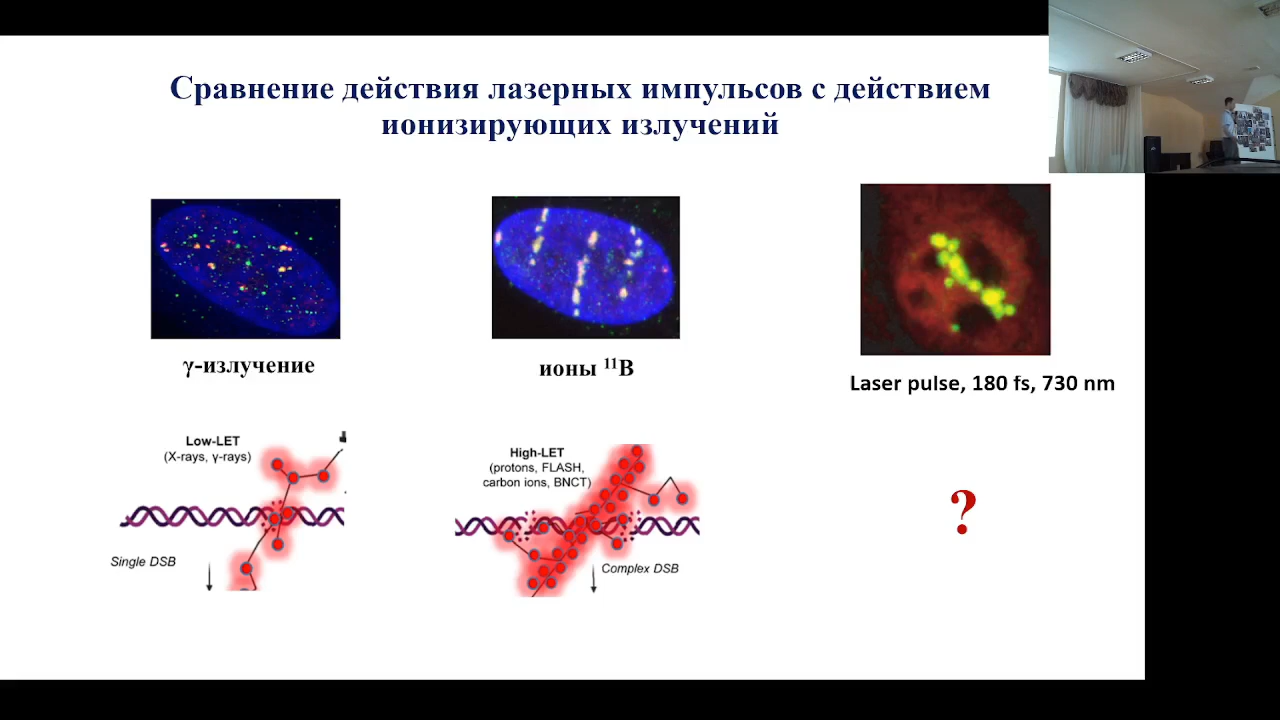 Сравнение действия лазерных импульсов с действием
ионизирующих излучений
γ-излучение
ионы ¹¹B
Laser pulse, 180 fs, 730 nm
Low-LET
(X-rays, γ-rays)
Single DSB
High-LET
(protons, FLASH,
carbon ions, BNCT)
Complex DSB
?